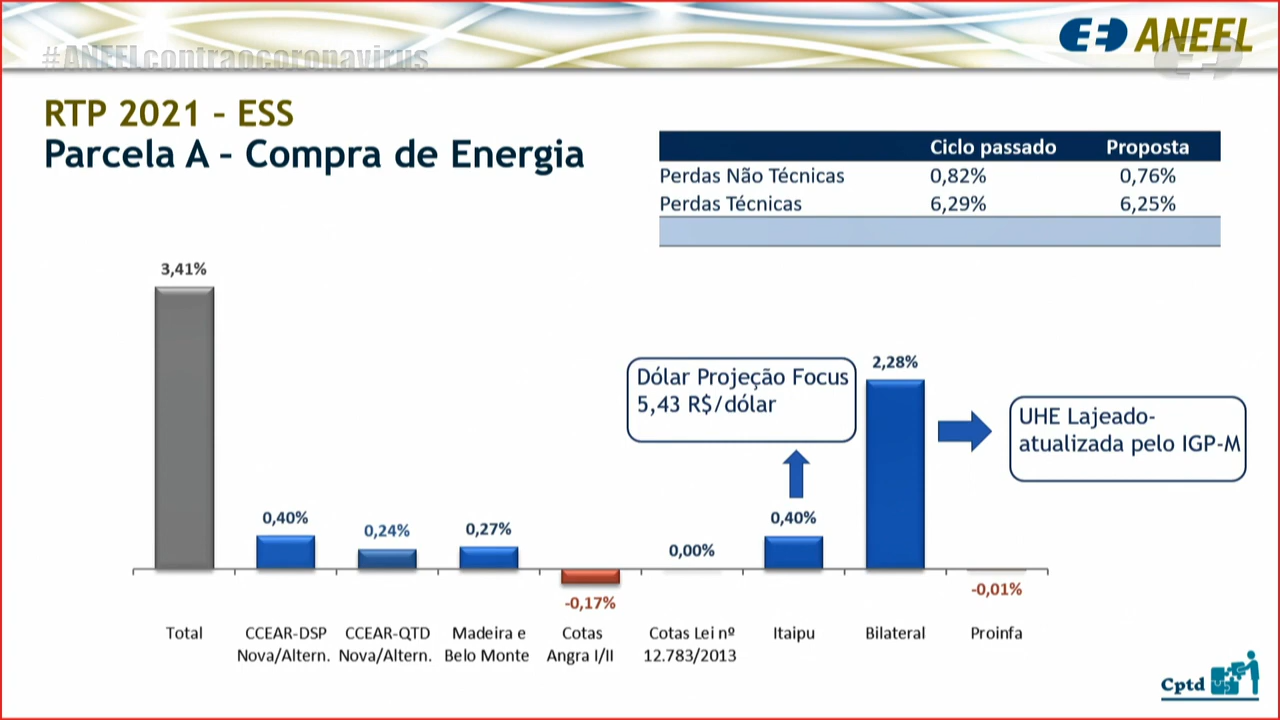 #ANEELcontraocoronavirus
ANEEL
RTP 2021 – ESS
Parcela A – Compra de Energia
Ciclo passado Proposta
Perdas Não Técnicas 0,82% 0,76%
Perdas Técnicas 6,29% 6,25%
3,41%
0,40%
0,24%
0,27%
-0,17%
0,00%
0,40%
2,28%
-0,01%
Dólar Projeção Focus
5,43 R$/dólar
UHE Lajeado-
atualizada pelo IGP-M
Total
CCEAR-DSP
Nova/Altern.
CCEAR-QTD
Nova/Altern.
Madeira e
Belo Monte
Cotas
Angra I/II
Cotas Lei nº
12.783/2013
Itaipu
Bilateral
Proinfa
Cptd